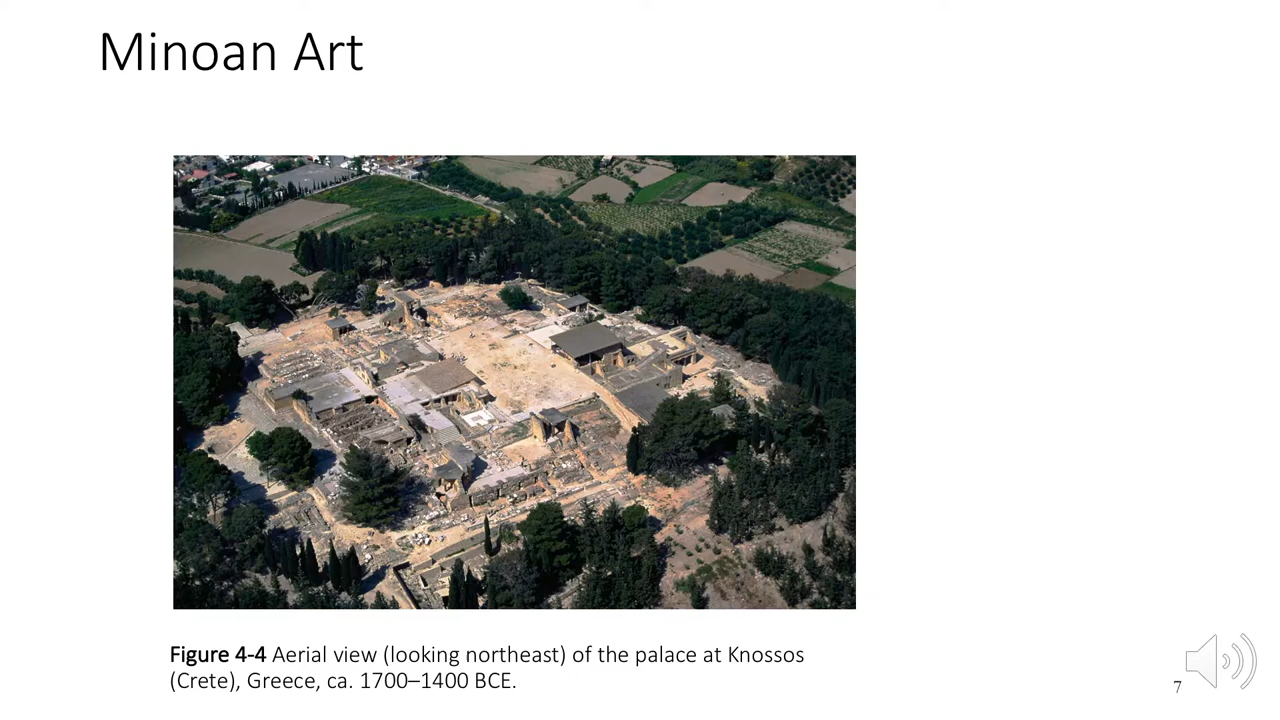 Minoan Art
Figure 4-4 Aerial view (looking northeast) of the palace at Knossos
(Crete), Greece, ca. 1700–1400 BCE.
7